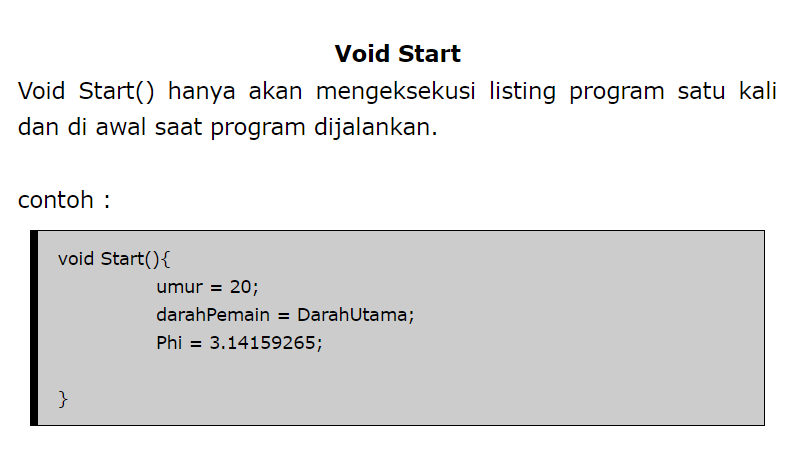 Void Start
Void Start() hanya akan mengeksekusi listing program satu kali
dan di awal saat program dijalankan.
contoh :
void Start(){
umur = 20;
darahPemain = DarahUtama;
Phi = 3.14159265;
}